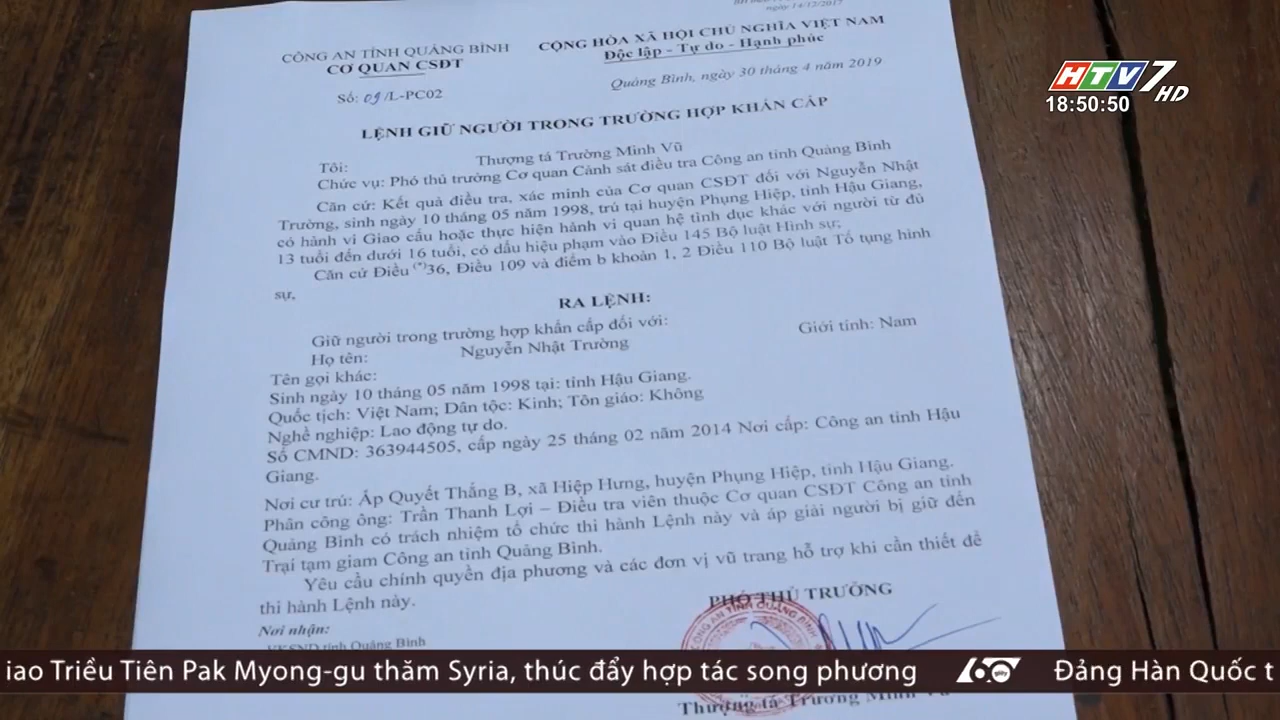 ngày 14/12/2017
CÔNG AN TỈNH QUẢNG BÌNH
CỘNG HÒA XÃ HỘI CHỦ NGHĨA VIỆT NAM
CƠ QUAN CSĐT
Độc lập - Tự do - Hạnh phúc
Số: 09/L-PC02
Quảng Bình, ngày 30 tháng 4 năm 2019
HTV7 HD
18:50:50
LỆNH GIỮ NGƯỜI TRONG TRƯỜNG HỢP KHẨN CẤP
Tôi: Thượng tá Trương Minh Vũ
Chức vụ: Phó thủ trưởng Cơ quan Cảnh sát điều tra Công an tỉnh Quảng Bình
Căn cứ: Kết quả điều tra, xác minh của Cơ quan CSĐT đối với Nguyễn Nhật
Trường, sinh ngày 10 tháng 05 năm 1998, trú tại huyện Phụng Hiệp, tỉnh Hậu Giang,
có hành vi Giao cấu hoặc thực hiện hành vi quan hệ tình dục khác với người từ đủ
13 tuổi đến dưới 16 tuổi, có dấu hiệu phạm vào Điều 145 Bộ luật Hình sự;
Căn cứ Điều (*)36, Điều 109 và điểm b khoản 1, 2 Điều 110 Bộ luật Tố tụng hình
sự,
RA LỆNH:
Giữ người trong trường hợp khẩn cấp đối với:
Họ tên: Nguyễn Nhật Trường Giới tính: Nam
Tên gọi khác:
Sinh ngày 10 tháng 05 năm 1998 tại: tỉnh Hậu Giang.
Quốc tịch: Việt Nam; Dân tộc: Kinh; Tôn giáo: Không
Nghề nghiệp: Lao động tự do.
Số CMND: 363944505, cấp ngày 25 tháng 02 năm 2014 Nơi cấp: Công an tỉnh Hậu
Giang.
Nơi cư trú: Ấp Quyết Thắng B, xã Hiệp Hưng, huyện Phụng Hiệp, tỉnh Hậu Giang.
Phân công ông: Trần Thanh Lợi – Điều tra viên thuộc Cơ quan CSĐT Công an tỉnh
Quảng Bình có trách nhiệm tổ chức thi hành Lệnh này và áp giải người bị giữ đến
Trại tạm giam Công an tỉnh Quảng Bình.
Yêu cầu chính quyền địa phương và các đơn vị vũ trang hỗ trợ khi cần thiết để
thi hành Lệnh này.
PHÓ THỦ TRƯỞNG
Nơi nhận:
VKSND tỉnh Quảng Bình
CÔNG AN TỈNH QUẢNG BÌNH
iao Triều Tiên Pak Myong-gu thăm Syria, thúc đẩy hợp tác song phương
60 giây
Đảng Hàn Quốc t
Thượng tá Trương Minh Vũ